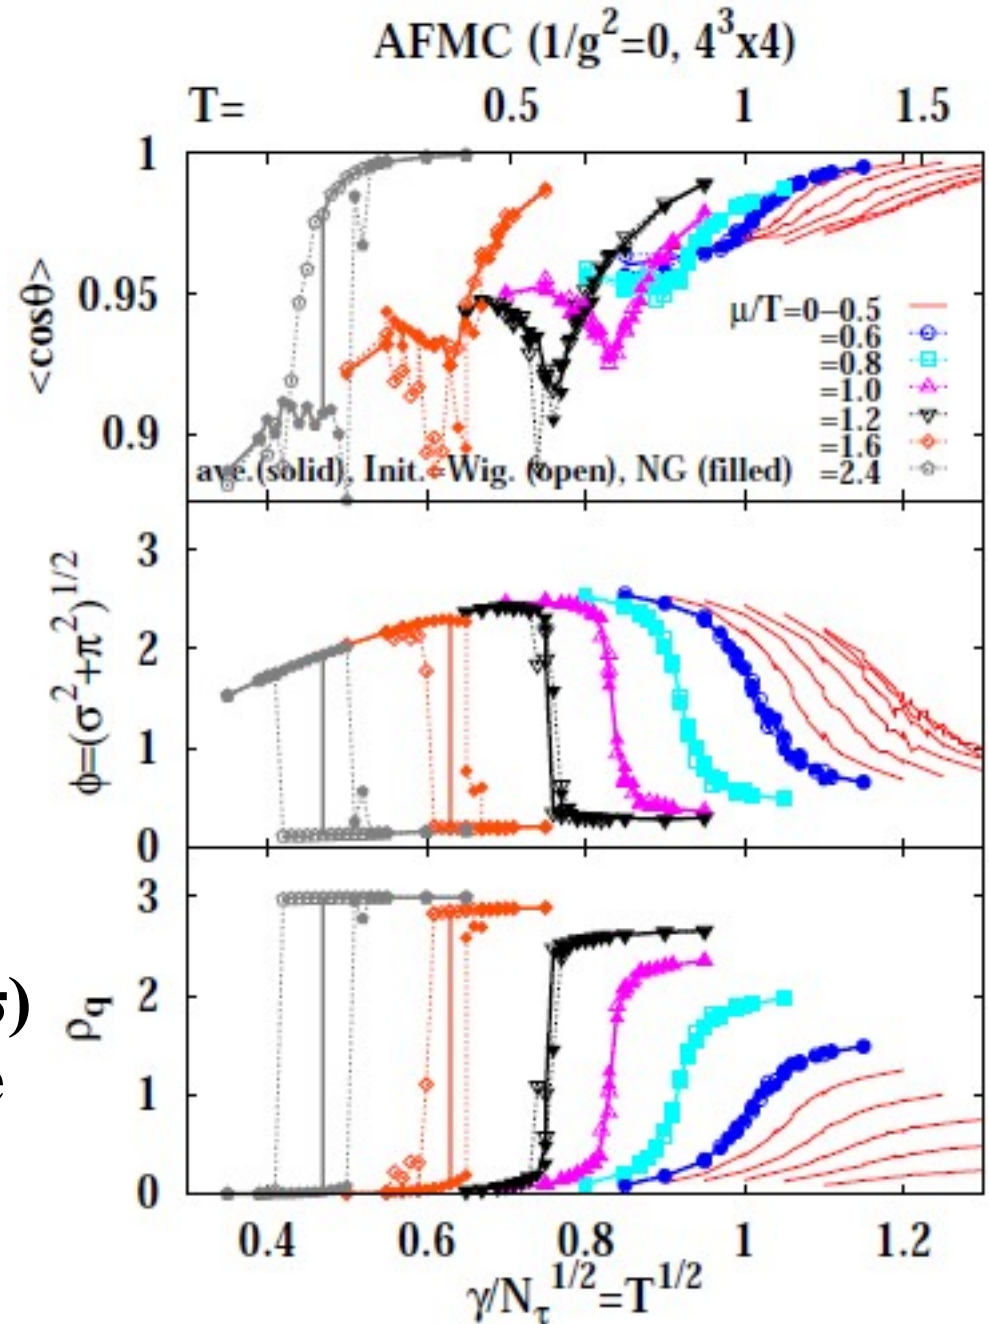 AFMC (1/g²=0, 4³x4)
T= 0.5 1 1.5
1
0.95
0.9
<cosθ>
μ/T=0–0.5
=0.6
=0.8
=1.0
=1.2
=1.6
=2.4
ave.(solid), Init.=Wig. (open), NG (filled)
3
2
1
0
ϕ=(σ²+π²)^1/2
3
2
1
0
ρq
0.4 0.6 0.8 1 1.2
γ/Nτ^1/2=T^1/2